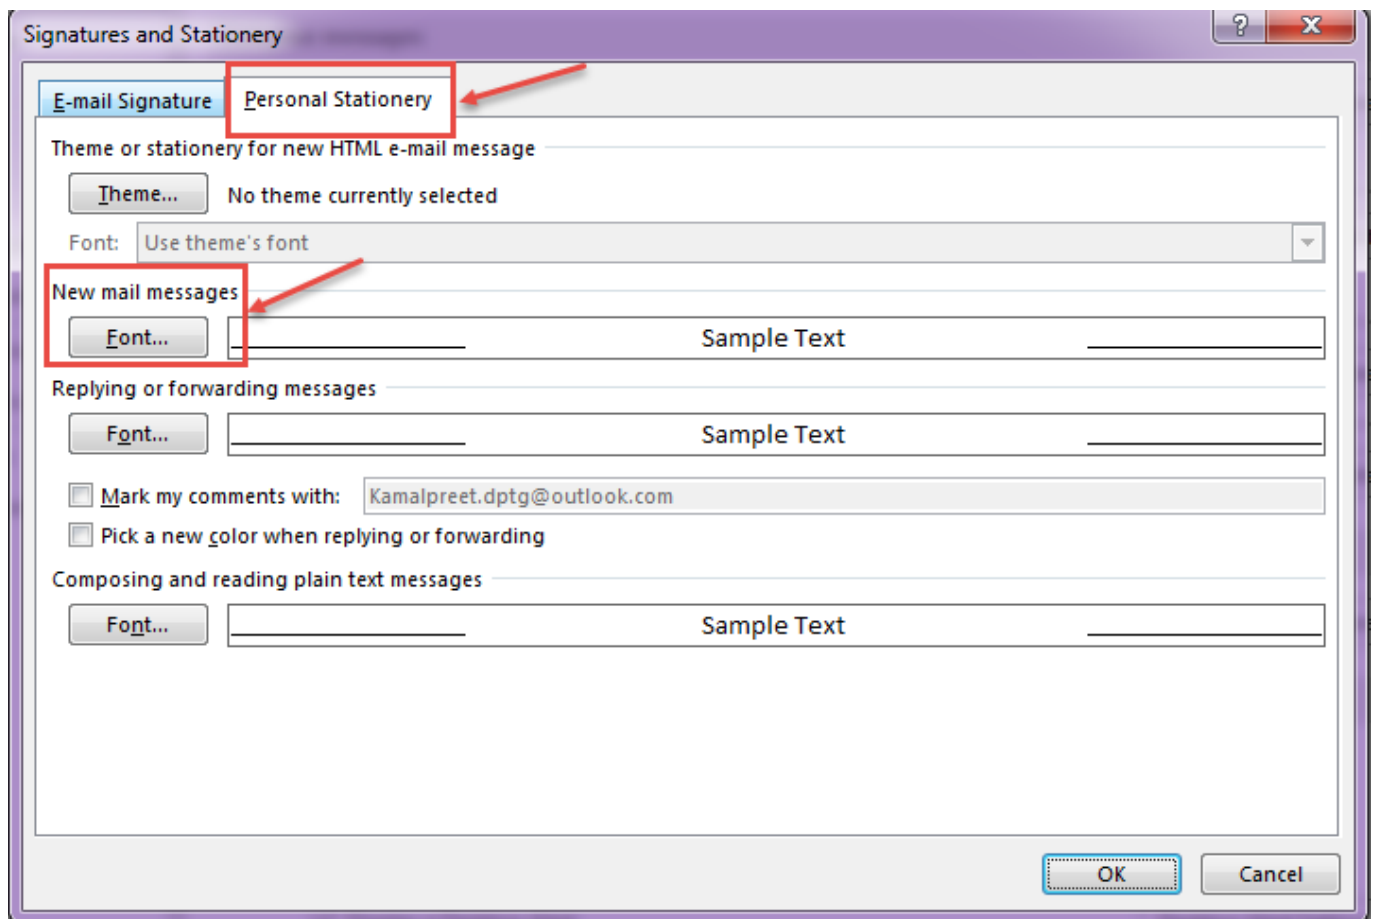 Signatures and Stationery
E-mail Signature Personal Stationery
Theme or stationery for new HTML e-mail message
Theme... No theme currently selected
Font: Use theme's font
New mail messages
Font... Sample Text
Replying or forwarding messages
Font... Sample Text
Mark my comments with: Kamalpreet.dptg@outlook.com
Pick a new color when replying or forwarding
Composing and reading plain text messages
Font... Sample Text
OK Cancel